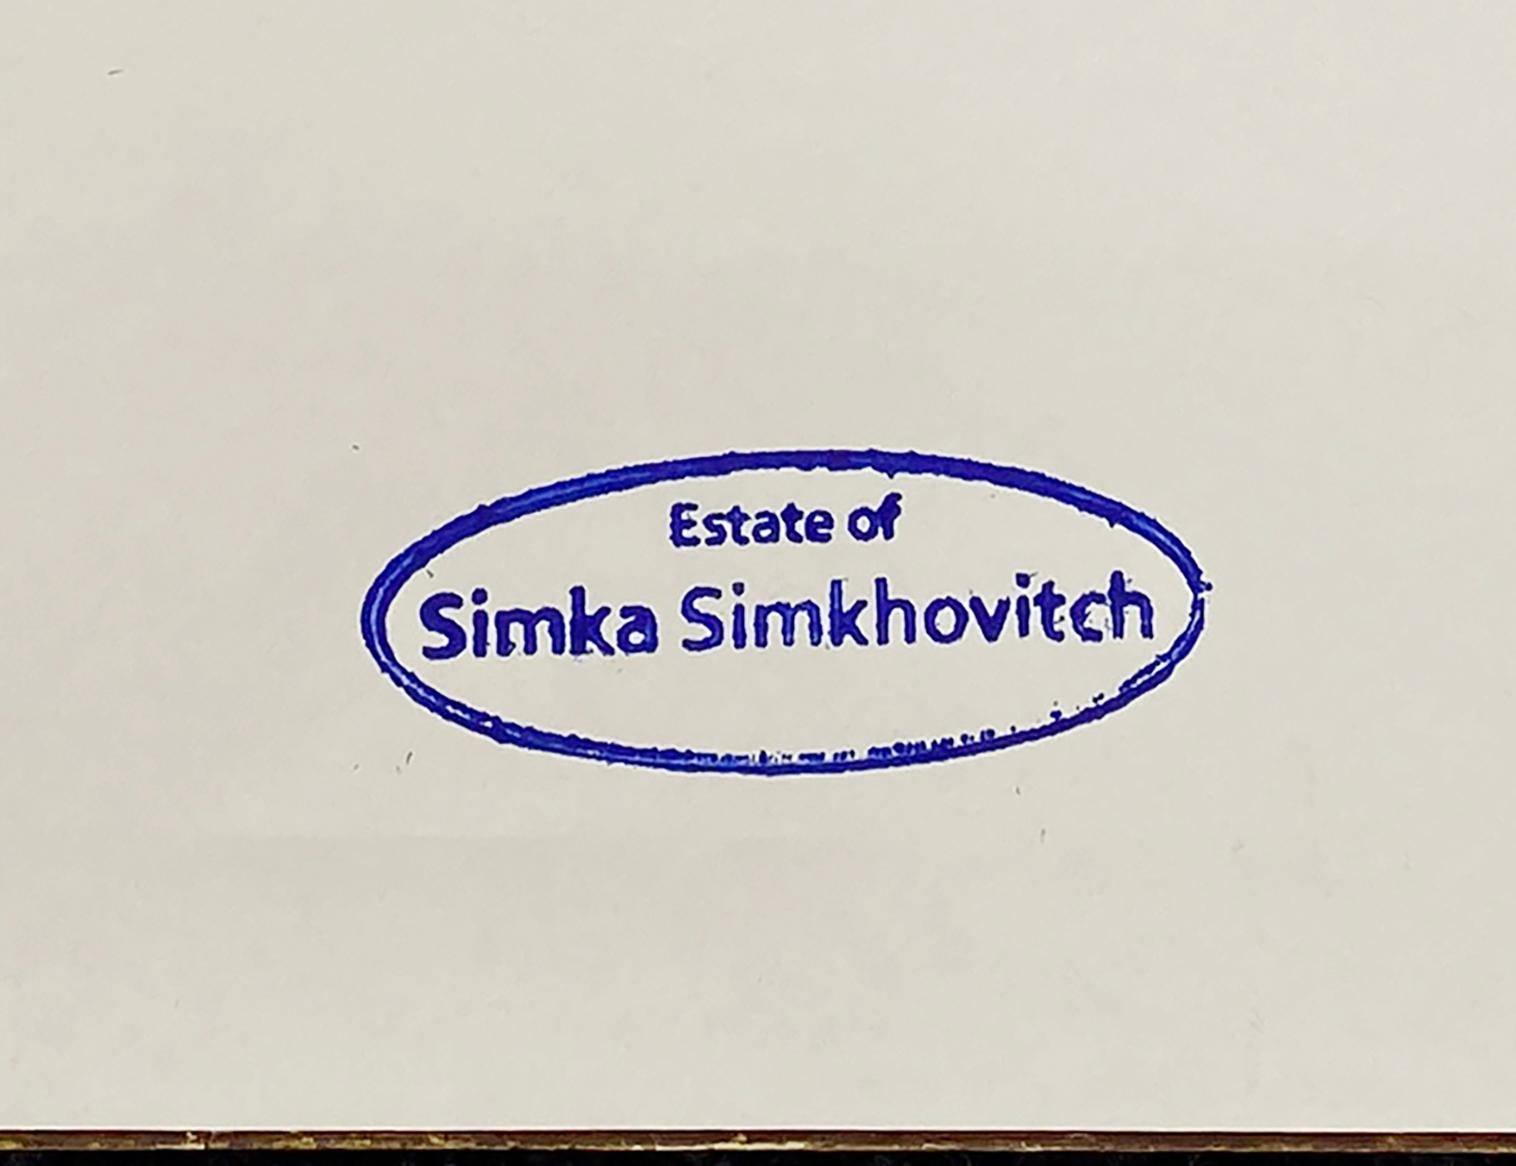 Estate of
Simka Simkhovitch